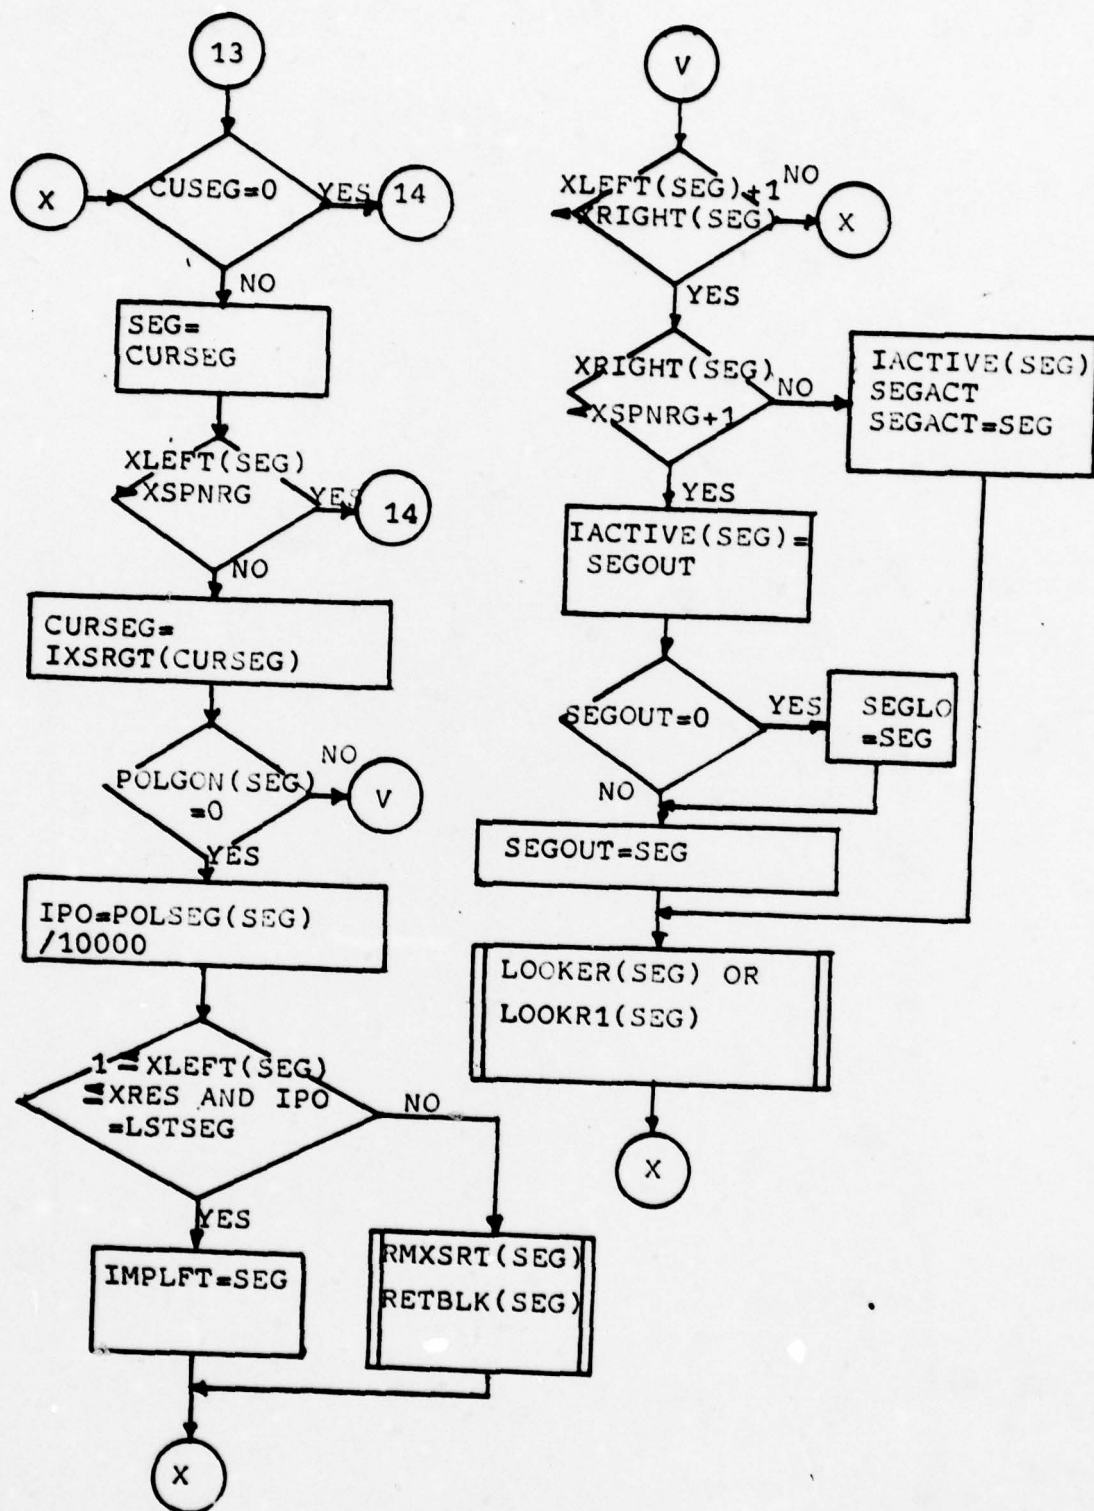 13
X
CUSEG=0
YES
14
NO
SEG=
CURSEG
XLEFT(SEG)
XSPNRG
YES
14
NO
CURSEG=
IXSRGT(CURSEG)
POLGON(SEG)
=0
NO
V
YES
IPO=POLSEG(SEG)
/10000
XLEFT(SEG)
≤XRES AND IPO
=LSTSEG
NO
YES
IMPLFT=SEG
RMXSRT(SEG)
RETBLK(SEG)
X
V
XLEFT(SEG)+1
XRIGHT(SEG)
NO
X
YES
XRIGHT(SEG)
XSPNRG+1
NO
IACTIVE(SEG)
SEGACT
SEGACT=SEG
YES
IACTIVE(SEG)=
SEGOUT
SEGOUT=0
YES
SEGLO
=SEG
NO
SEGOUT=SEG
LOOKER(SEG) OR
LOOKR1(SEG)
X